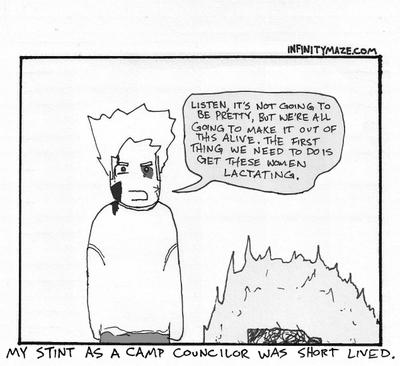 INFINITYMAZE.COM
LISTEN, IT'S NOT GOING TO
BE PRETTY, BUT WE'RE ALL
GOING TO MAKE IT OUT OF
THIS ALIVE. THE FIRST
THING WE NEED TO DO IS
GET THESE WOMEN
LACTATING.
MY STINT AS A CAMP COUNCILOR WAS SHORT LIVED.